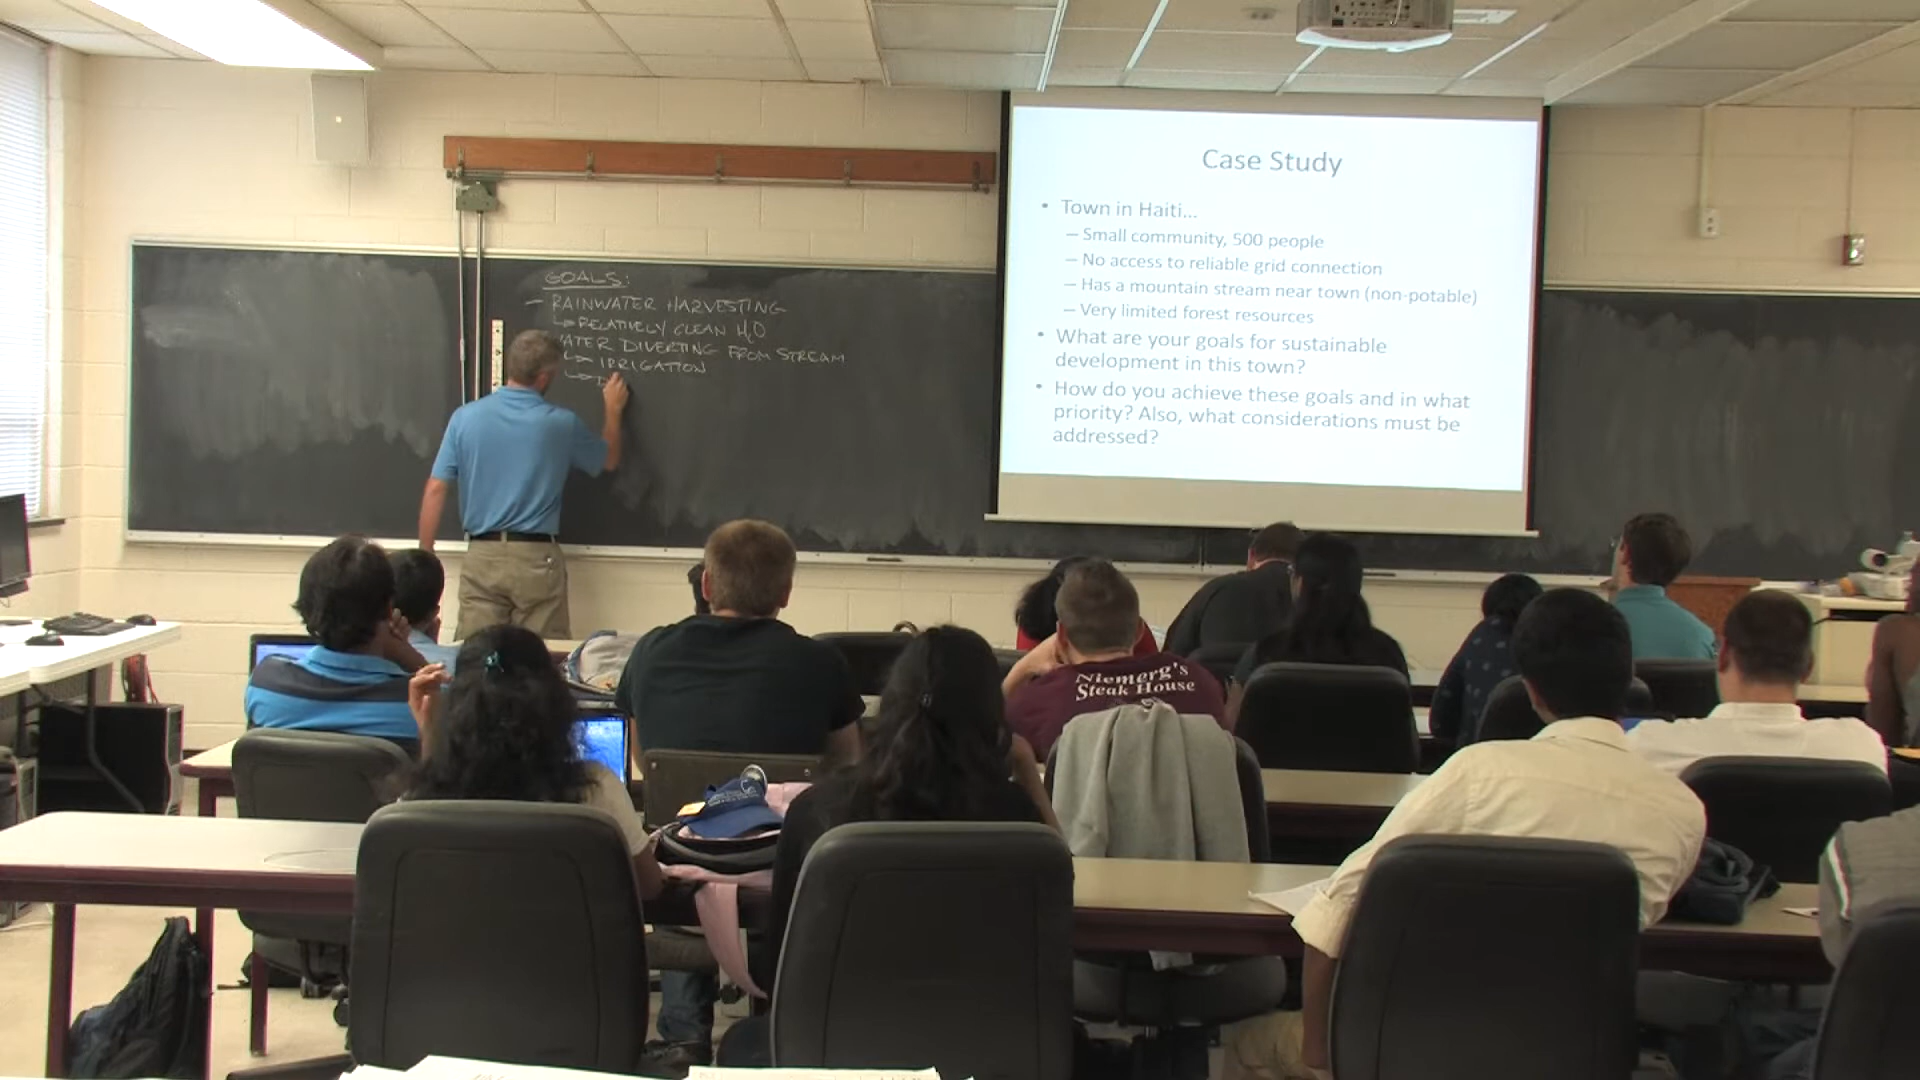 GOALS:
– RAINWATER HARVESTING
↳ RELATIVELY CLEAN H2O
WATER DIVERTING FROM STREAM
↳ IRRIGATION
Case Study
• Town in Haiti...
– Small community, 500 people
– No access to reliable grid connection
– Has a mountain stream near town (non-potable)
– Very limited forest resources
• What are your goals for sustainable
development in this town?
• How do you achieve these goals and in what
priority? Also, what considerations must be
addressed?
Niemerg's
Steak House